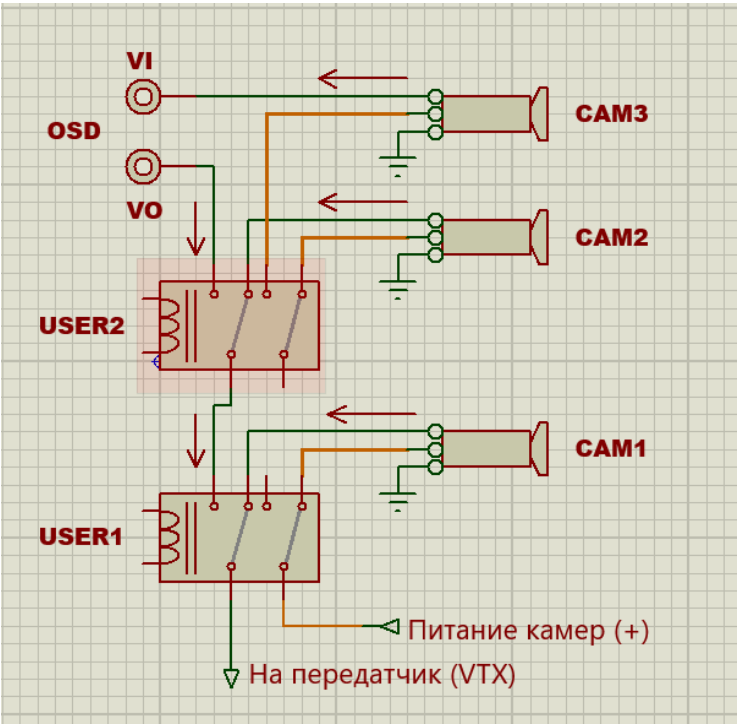 VI
CAM3
OSD
VO
CAM2
USER2
CAM1
USER1
Питание камер (+)
На передатчик (VTX)